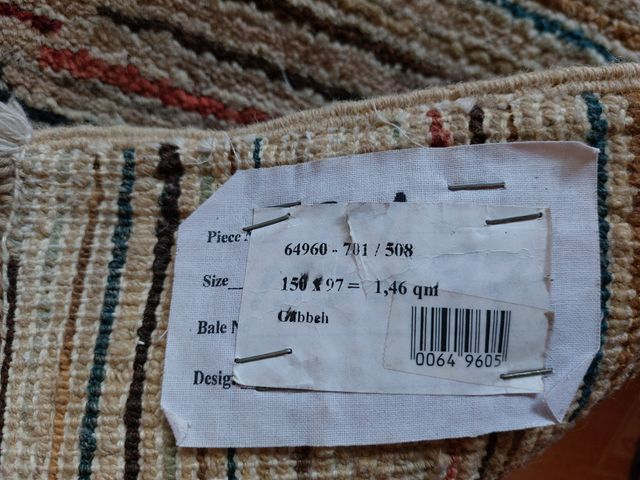 Piece
64960 - 701 / 508
Size
150 x 97 = 1,46 qm
Bale N
Gabbeh
0064 9605
Desig